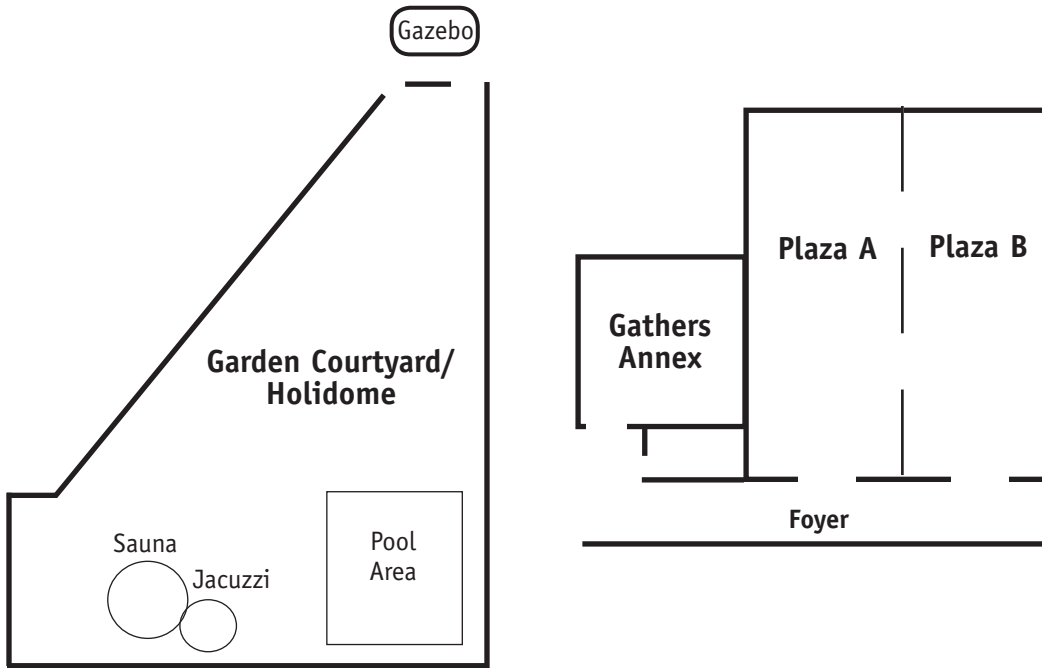 Gazebo
Garden Courtyard/
Holidome
Sauna
Jacuzzi
Pool
Area
Plaza A
Plaza B
Gathers
Annex
Foyer